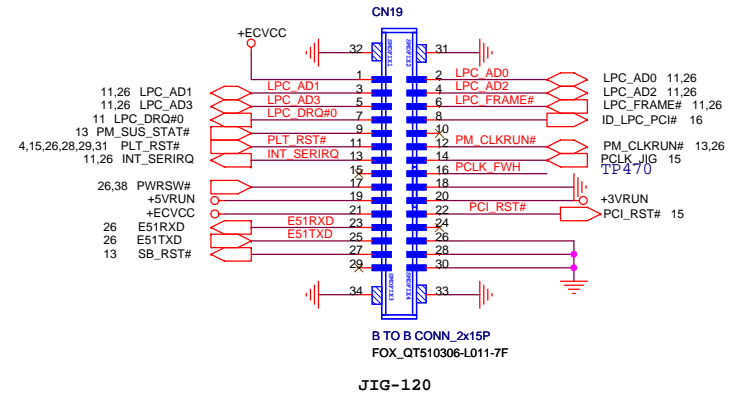 CN19
+ECVCC
32 SMDFIX1 SMDFIX2 31
1 2 LPC_AD0 LPC_AD0 11,26
11,26 LPC_AD1 LPC_AD1 3 4 LPC_AD2 LPC_AD2 11,26
11,26 LPC_AD3 LPC_AD3 5 6 LPC_FRAME# LPC_FRAME# 11,26
11 LPC_DRQ#0 LPC_DRQ#0 7 8 ID_LPC_PCI# 16
13 PM_SUS_STAT# 9 10
4,15,26,28,29,31 PLT_RST# PLT_RST# 11 12 PM_CLKRUN# PM_CLKRUN# 13,26
11,26 INT_SERIRQ INT_SERIRQ 13 14 PCLK_JIG 15
15 16 PCLK_FWH TP470
26,38 PWRSW# 17 18
+5VRUN 19 20 +3VRUN
+ECVCC 21 22 PCI_RST# PCI_RST# 15
26 E51RXD E51RXD 23 24
26 E51TXD E51TXD 25 26
13 SB_RST# 27 28
29 30
34 SMDFIX3 SMDFIX4 33
B TO B CONN_2x15P
FOX_QT510306-L011-7F
JIG-120